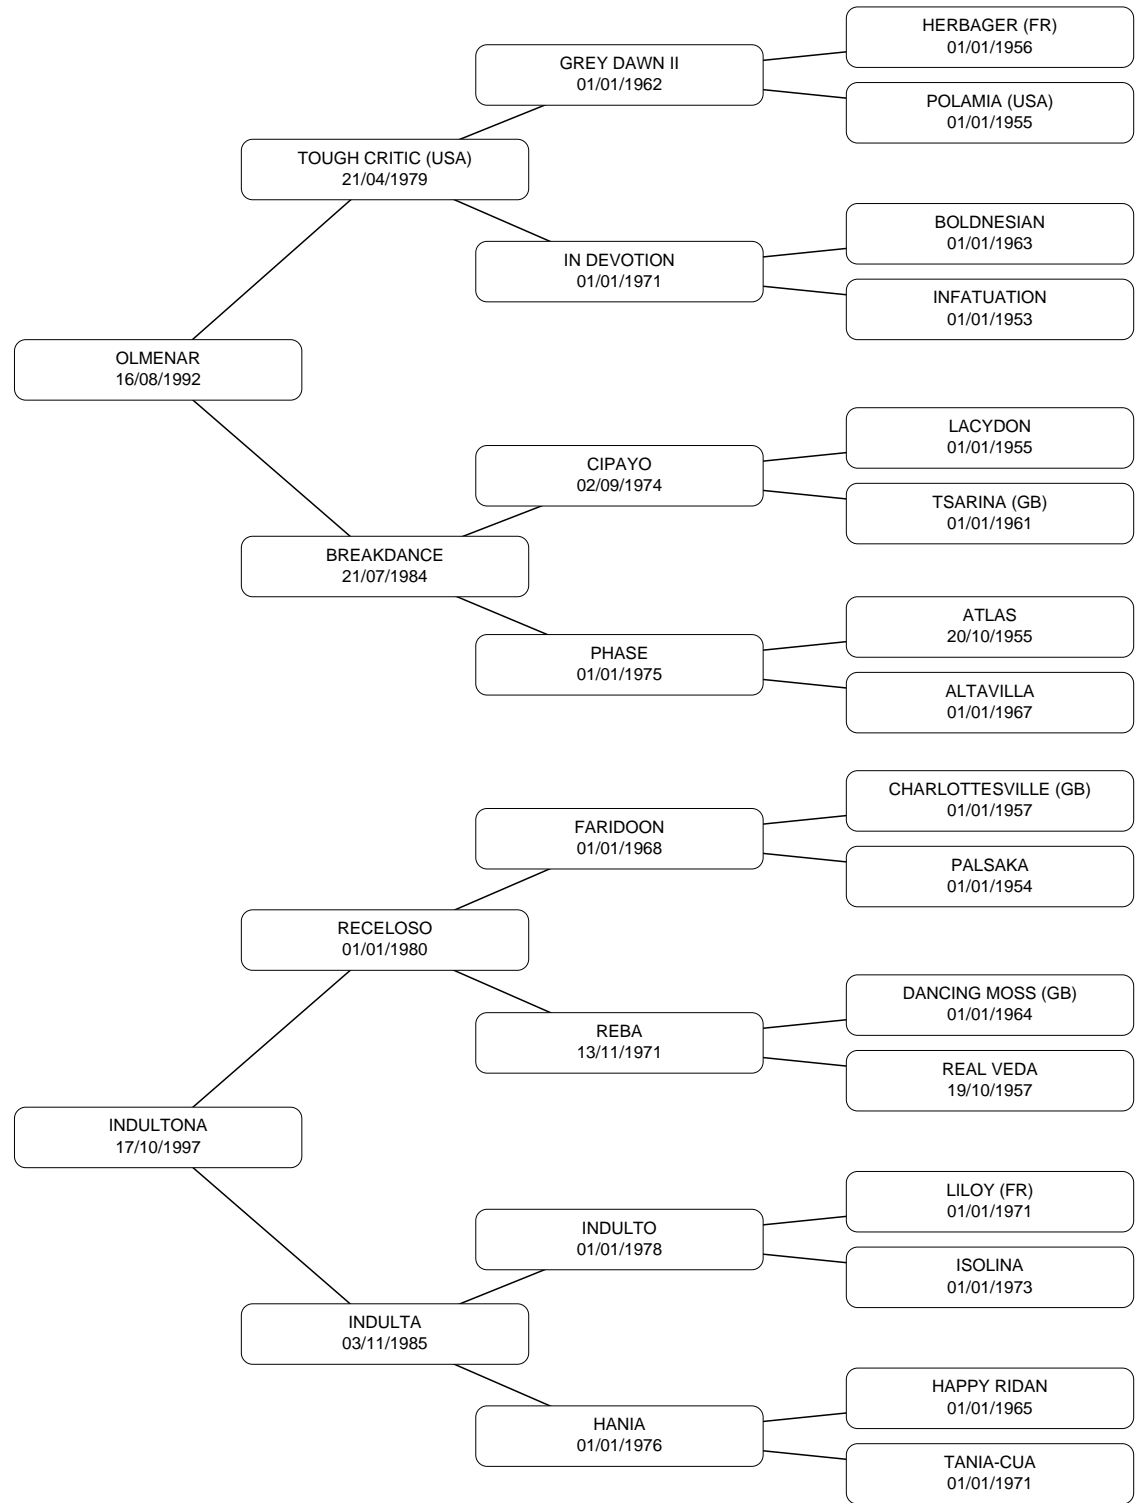 HERBAGER (FR)
01/01/1956
GREY DAWN II
01/01/1962
POLAMIA (USA)
01/01/1955
TOUGH CRITIC (USA)
21/04/1979
BOLDNESIAN
01/01/1963
IN DEVOTION
01/01/1971
INFATUATION
01/01/1953
OLMENAR
16/08/1992
LACYDON
01/01/1955
CIPAYO
02/09/1974
TSARINA (GB)
01/01/1961
BREAKDANCE
21/07/1984
ATLAS
20/10/1955
PHASE
01/01/1975
ALTAVILLA
01/01/1967
CHARLOTTESVILLE (GB)
01/01/1957
FARIDOON
01/01/1968
PALSAKA
01/01/1954
RECELOSO
01/01/1980
DANCING MOSS (GB)
01/01/1964
REBA
13/11/1971
REAL VEDA
19/10/1957
INDULTONA
17/10/1997
LILOY (FR)
01/01/1971
INDULTO
01/01/1978
ISOLINA
01/01/1973
INDULTA
03/11/1985
HAPPY RIDAN
01/01/1965
HANIA
01/01/1976
TANIA-CUA
01/01/1971